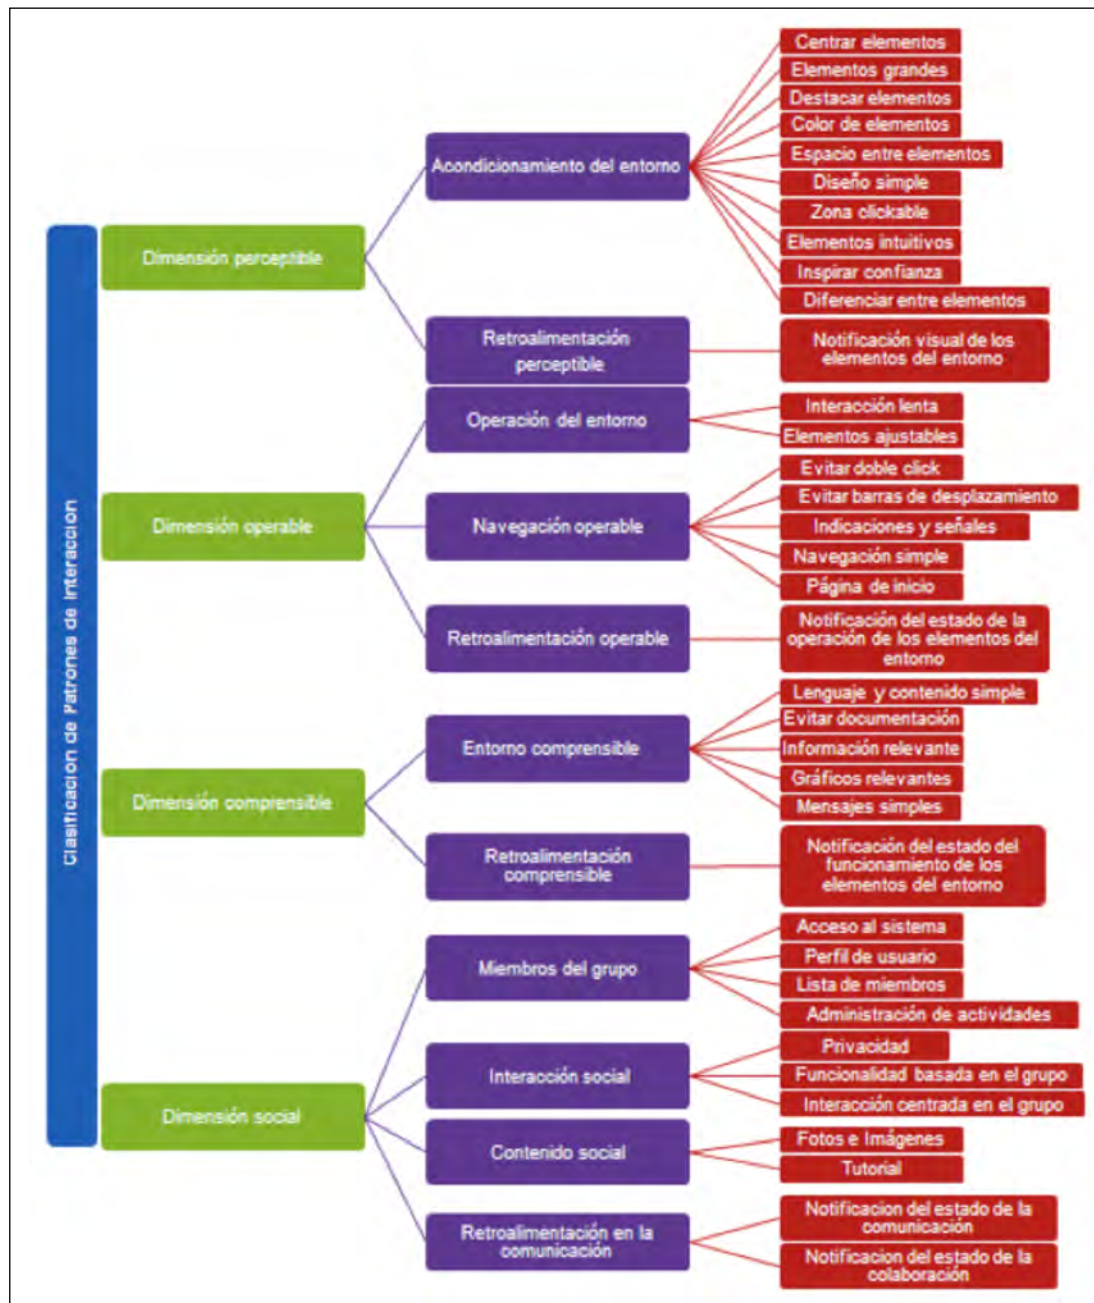 Clasificacion de Patrones de Interaccion
Dimensión perceptible
Acondicionamiento del entorno
Centrar elementos
Elementos grandes
Destacar elementos
Color de elementos
Espacio entre elementos
Diseño simple
Zona clickable
Elementos intuitivos
Inspirar confianza
Diferenciar entre elementos
Retroalimentación
perceptible
Notificación visual de los
elementos del entorno
Dimensión operable
Operación del entorno
Interacción lenta
Elementos ajustables
Navegación operable
Evitar doble click
Evitar barras de desplazamiento
Indicaciones y señales
Navegación simple
Página de inicio
Retroalimentación operable
Notificación del estado de la
operación de los elementos del
entorno
Dimensión comprensible
Entorno comprensible
Lenguaje y contenido simple
Evitar documentación
Información relevante
Gráficos relevantes
Mensajes simples
Retroalimentación
comprensible
Notificación del estado del
funcionamiento de los
elementos del entorno
Dimensión social
Miembros del grupo
Acceso al sistema
Perfil de usuario
Lista de miembros
Administración de actividades
Interacción social
Privacidad
Funcionalidad basada en el grupo
Interacción centrada en el grupo
Contenido social
Fotos e Imágenes
Tutorial
Retroalimentación en la
comunicación
Notificacion del estado de la
comunicación
Notificacion del estado de la
colaboración